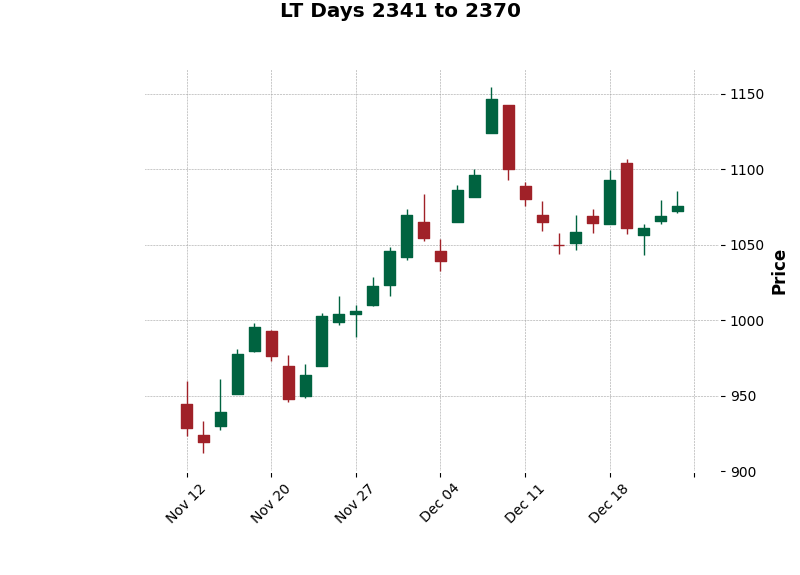 LT Days 2341 to 2370
1150
1100
1050
1000
950
900
Price
Nov 12
Nov 20
Nov 27
Dec 04
Dec 11
Dec 18